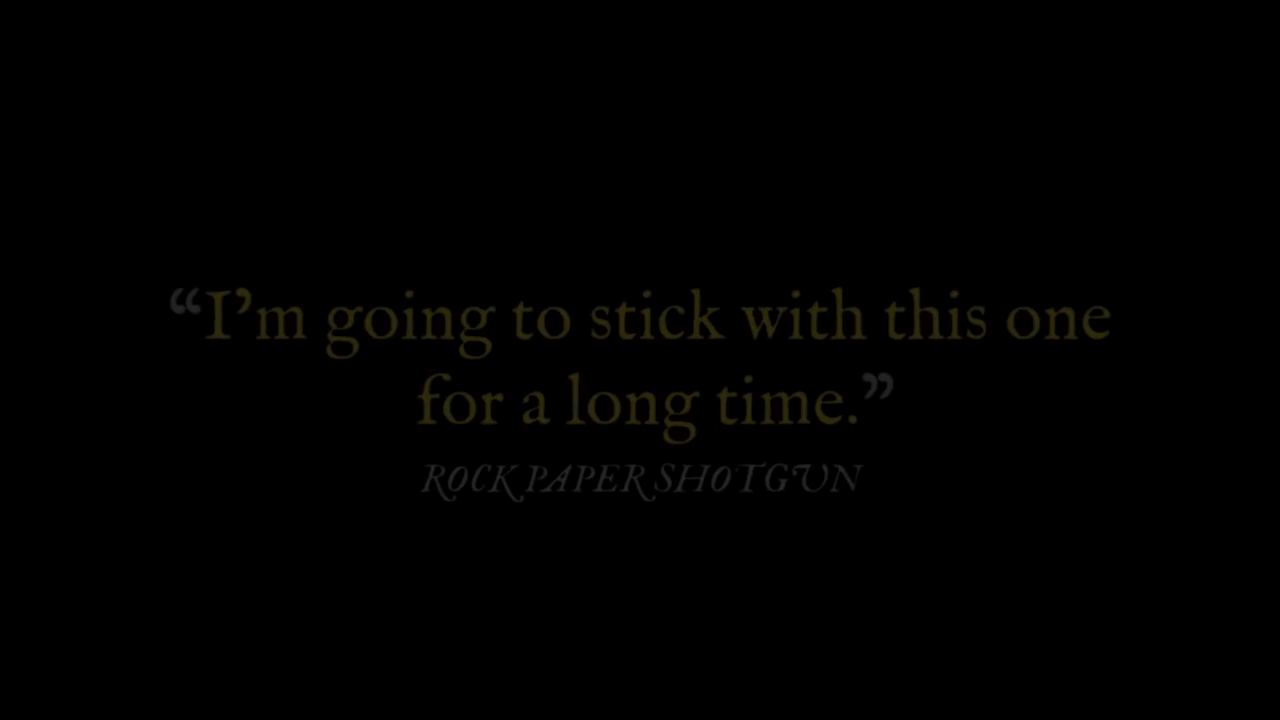 “I’m going to stick with this one
for a long time.”
ROCK PAPER SHOTGUN